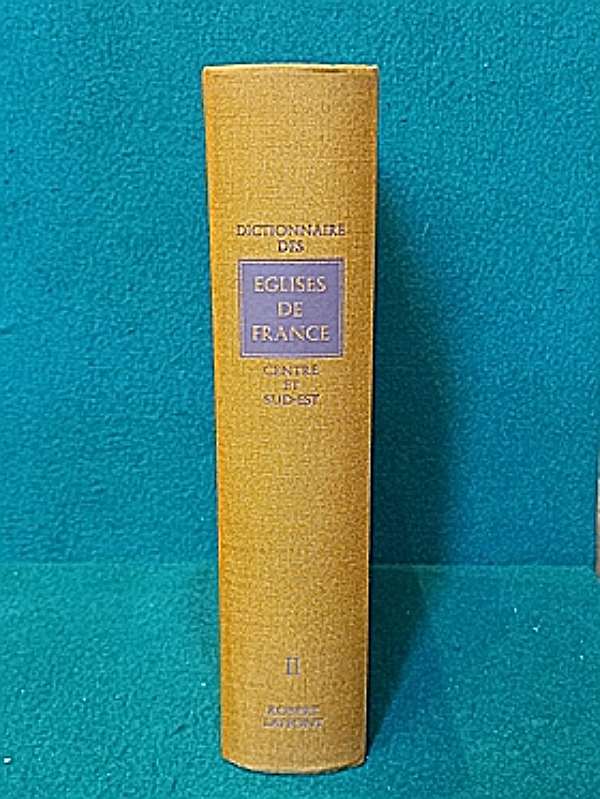 DICTIONNAIRE
DES
EGLISES
DE
FRANCE
CENTRE
ET
SUD-EST
II
ROBERT
LAFFONT